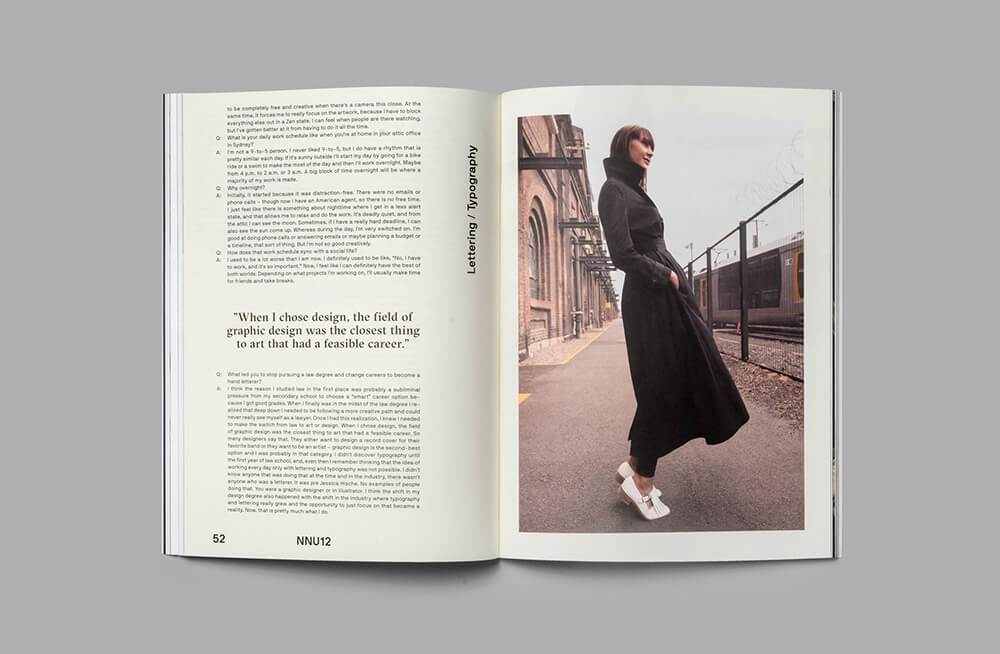 to be completely free and creative when there's a camera this close. At the
same time, it forces me to really focus on the artwork, because I have to block
everything else out in a Zen state. I can feel when people are there watching,
but I've gotten better at it from having to do it all the time.
Q: What is your daily work schedule like when you're at home in your attic office
in Sydney?
A: I'm not a 9-to-5 person. I never liked 9-to-5, but I do have a rhythm that is
pretty similar each day. If it's sunny outside I'll start my day by going for a bike
ride or a swim to make the most of the day and then I'll work overnight. Maybe
from 4 p.m. to 2 a.m. or 3 a.m. A big block of time overnight will be where a
majority of my work is made.
Q: Why overnight?
A: Initially, it started because it was distraction-free. There were no emails or
phone calls – though now I have an American agent, so there is no free time.
I just feel like there is something about nighttime where I get in a less alert
state, and that allows me to relax and do the work. It's deadly quiet, and from
the attic I can see the moon. Sometimes, if I have a really hard deadline, I can
also see the sun come up. Whereas during the day, I'm very switched on. I'm
good at doing phone calls or answering emails or maybe planning a budget or
a timeline, that sort of thing. But I'm not so good creatively.
Q: How does that work schedule sync with a social life?
A: I used to be a lot worse than I am now. I definitely used to be like, "No, I have
to work, and it's so important." Now, I feel like I can definitely have the best of
both worlds. Depending on what projects I'm working on, I'll usually make time
for friends and take breaks.
"When I chose design, the field of
graphic design was the closest thing
to art that had a feasible career."
Q: What led you to stop pursuing a law degree and change careers to become a
hand letterer?
A: I think the reason I studied law in the first place was probably a subliminal
pressure from my secondary school to choose a "smart" career option be-
cause I got good grades. When I finally was in the midst of the law degree I re-
alized that deep down I needed to be following a more creative path and could
never really see myself as a lawyer. Once I had this realization, I knew I needed
to make the switch from law to art or design. When I chose design, the field
of graphic design was the closest thing to art that had a feasible career. So
many designers say that. They either want to design a record cover for their
favorite band or they want to be an artist – graphic design is the second-best
option and I was probably in that category. I didn't discover typography until
the first year of law school, and, even then I remember thinking that the idea of
working every day only with lettering and typography was not possible. I didn't
know anyone that was doing that at the time and in the industry, there wasn't
anyone who was a letterer. It was pre Jessica Hische. No examples of people
doing that. You were a graphic designer or in illustrator. I think the shift in my
design degree also happened with the shift in the industry where typography
and lettering really grew and the opportunity to just focus on that became a
reality. Now, that is pretty much what I do.
52
NNU12
Lettering / Typography